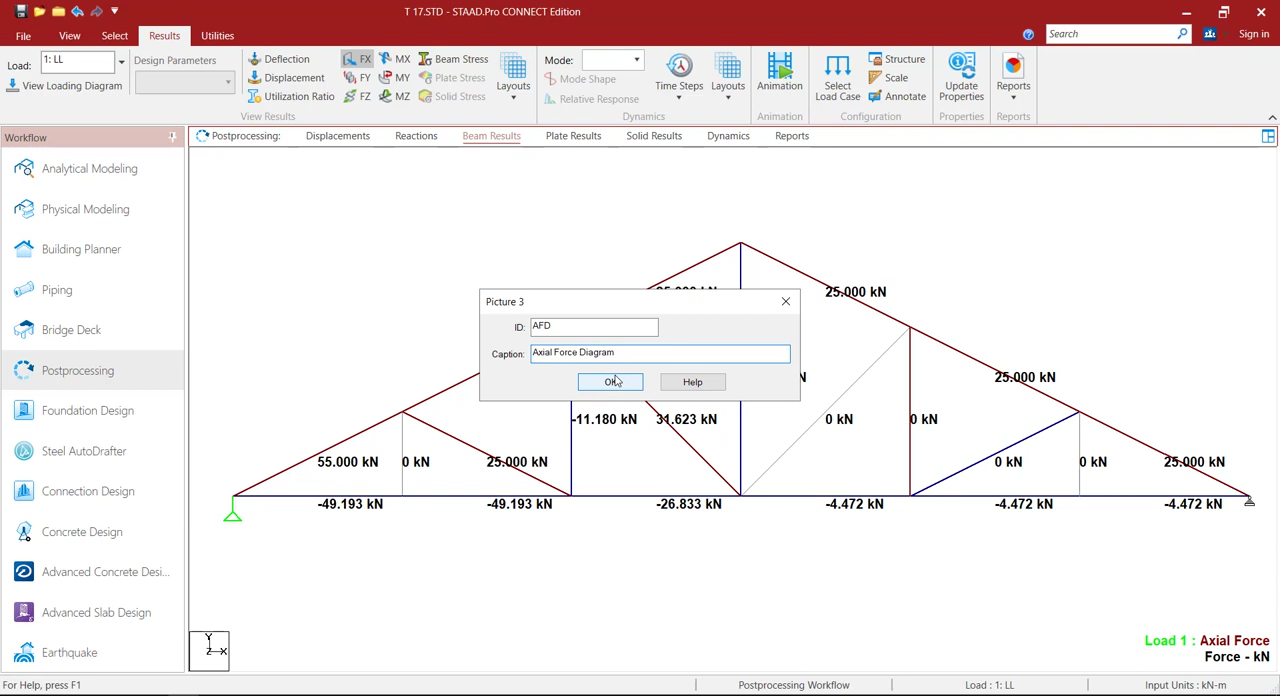 T 17.STD - STAAD.Pro CONNECT Edition
File View Select Results Utilities
Search
Sign in
Load: 1: LL
View Loading Diagram
Design Parameters
Deflection
Displacement
Utilization Ratio
FX MX Beam Stress
FY MY Plate Stress
FZ MZ Solid Stress
Layouts
View Results
Mode:
Mode Shape
Relative Response
Time Steps
Layouts
Dynamics
Animation
Animation
Select Load Case
Structure
Scale
Annotate
Configuration
Update Properties
Properties
Reports
Reports
Workflow
Postprocessing: Displacements Reactions Beam Results Plate Results Solid Results Dynamics Reports
Analytical Modeling
Physical Modeling
Building Planner
Piping
Bridge Deck
Postprocessing
Foundation Design
Steel AutoDrafter
Connection Design
Concrete Design
Advanced Concrete Desi...
Advanced Slab Design
Earthquake
Picture 3
ID: AFD
Caption: Axial Force Diagram
OK Help
25.000 kN
25.000 kN
-11.180 kN 31.623 kN 0 kN 0 kN
55.000 kN 0 kN 25.000 kN 0 kN 0 kN 25.000 kN
-49.193 kN -49.193 kN -26.833 kN -4.472 kN -4.472 kN -4.472 kN
Y
Z X
Load 1 : Axial Force
Force - kN
For Help, press F1
Postprocessing Workflow
Load : 1: LL
Input Units : kN-m